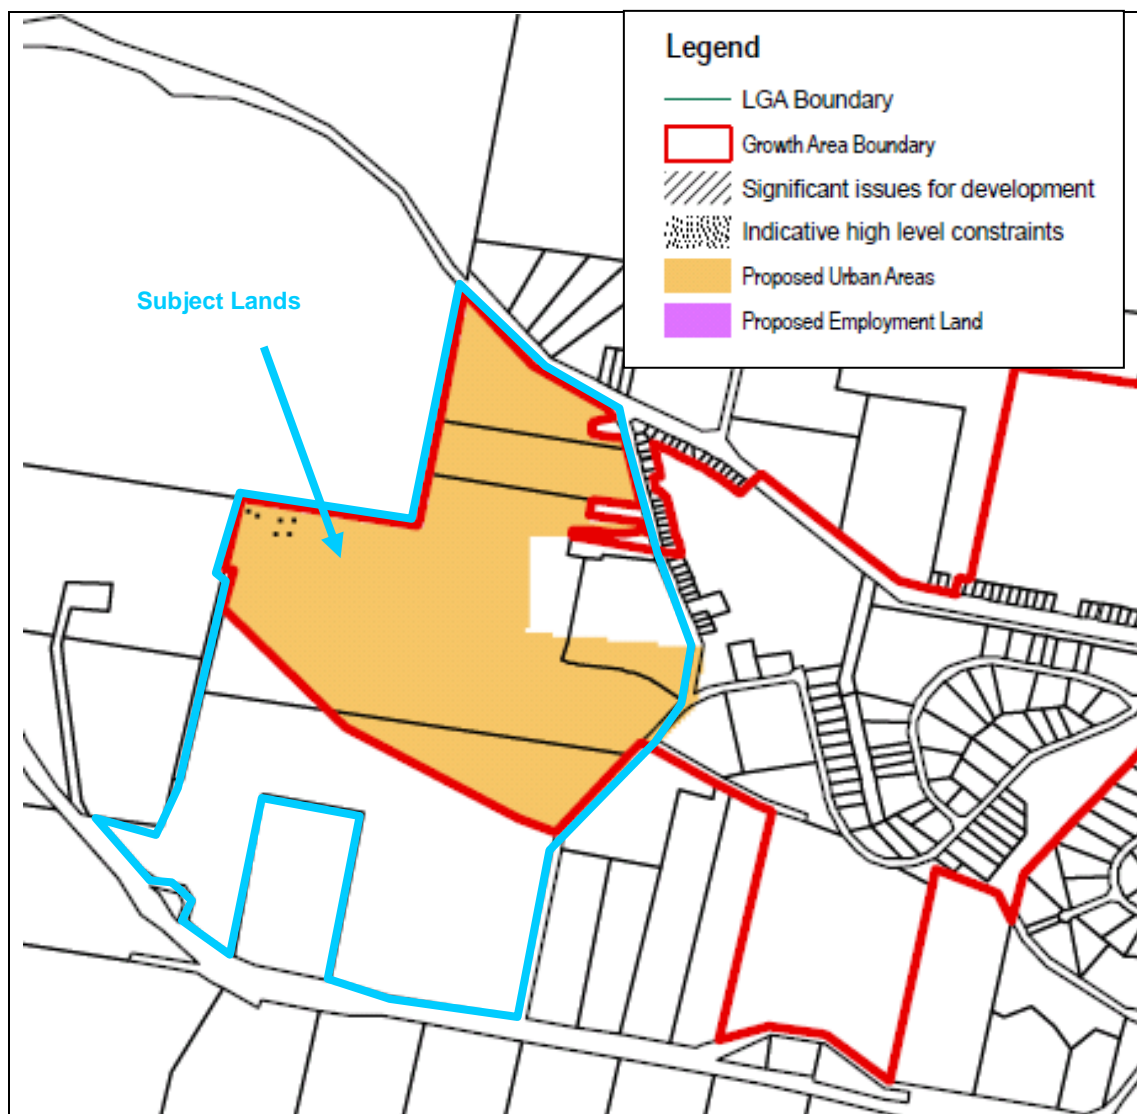 Legend
LGA Boundary
Growth Area Boundary
Significant issues for development
Indicative high level constraints
Proposed Urban Areas
Proposed Employment Land
Subject Lands